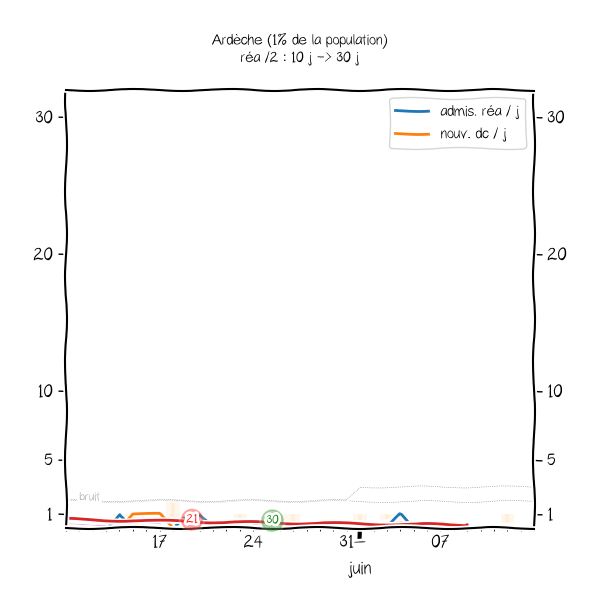 Ardèche (1% de la population)
réa /2 : 10 j -> 30 j
admis. réa / j
nouv. dc / j
30
30
20
20
10
10
5
5
bruit
1
21
30
1
17
24
31
07
juin